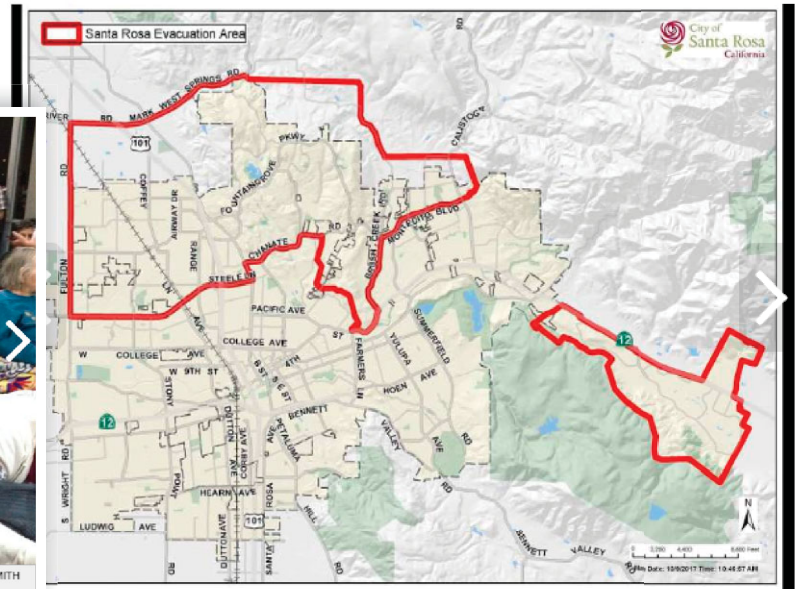 Santa Rosa Evacuation Area
City of
Santa Rosa
California
RD
MARK WEST SPRINGS RD
RD
101
CALISTOGA
PKWY
FOUNTAINGROVE
RD
COFFEY
AIRWAY DR
RANGE
RD
CHANATE
BRUSH CREEK
MONTECITO BLVD
FULTON
LN
STEELE LN
AVE
PACIFIC AVE
12
COLLEGE AVE
ST
FARMERS LN
YULUPA
SUMMERFIELD
W COLLEGE AVE
W 9TH ST
4TH
B ST
S E ST
HOEN AVE
STONY
12
DUTTON AVE
CORBY AVE
BENNETT
PETALUMA
AVE
VALLEY
AVE
RD
S WRIGHT RD
HEARN AVE
RD
LUDWIG AVE
101
SANTA
ROSA
HILL
DUTTON AVE
RD
RD
BENNETT VALLEY
RD
N
MITH